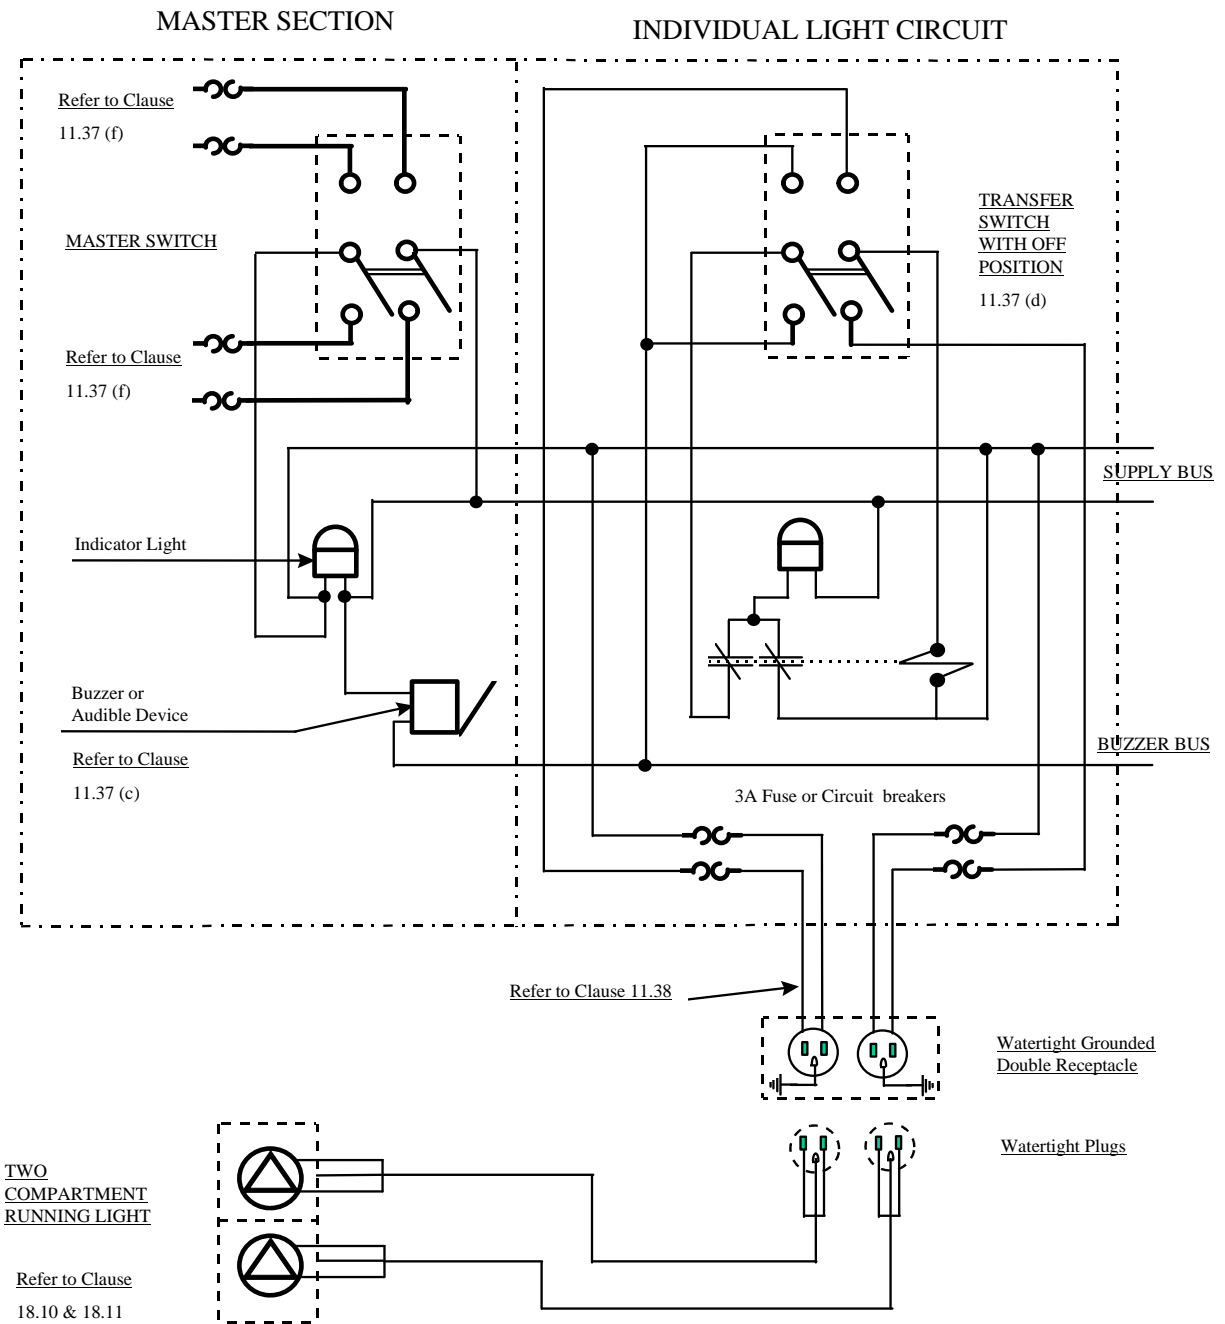 MASTER SECTION
INDIVIDUAL LIGHT CIRCUIT
Refer to Clause
11.37 (f)
MASTER SWITCH
TRANSFER
SWITCH
WITH OFF
POSITION
11.37 (d)
Refer to Clause
11.37 (f)
SUPPLY BUS
Indicator Light
Buzzer or
Audible Device
Refer to Clause
11.37 (c)
BUZZER BUS
3A Fuse or Circuit breakers
Refer to Clause 11.38
Watertight Grounded
Double Receptacle
Watertight Plugs
TWO
COMPARTMENT
RUNNING LIGHT
Refer to Clause
18.10 & 18.11